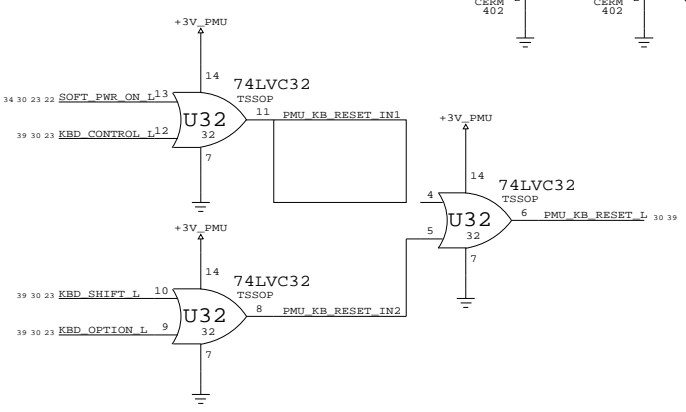 CERM
402
CERM
402
+3V_PMU
14
74LVC32
TSSOP
34 30 23 22 SOFT_PWR_ON_L 13
11 PMU_KB_RESET_IN1
U32
32
39 30 23 KBD_CONTROL_L 12
7
+3V_PMU
14
74LVC32
TSSOP
4
U32
32
6 PMU_KB_RESET_L 30 39
5
7
+3V_PMU
14
74LVC32
TSSOP
39 30 23 KBD_SHIFT_L 10
8 PMU_KB_RESET_IN2
U32
32
39 30 23 KBD_OPTION_L 9
7